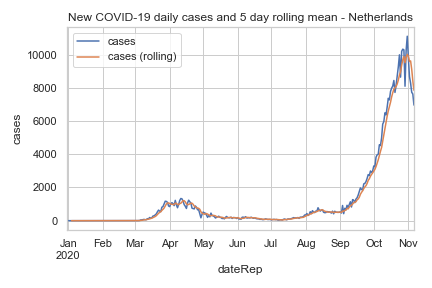 New COVID-19 daily cases and 5 day rolling mean - Netherlands
cases
cases (rolling)
10000
8000
6000
4000
2000
0
cases
Jan Feb Mar Apr May Jun Jul Aug Sep Oct Nov
2020
dateRep